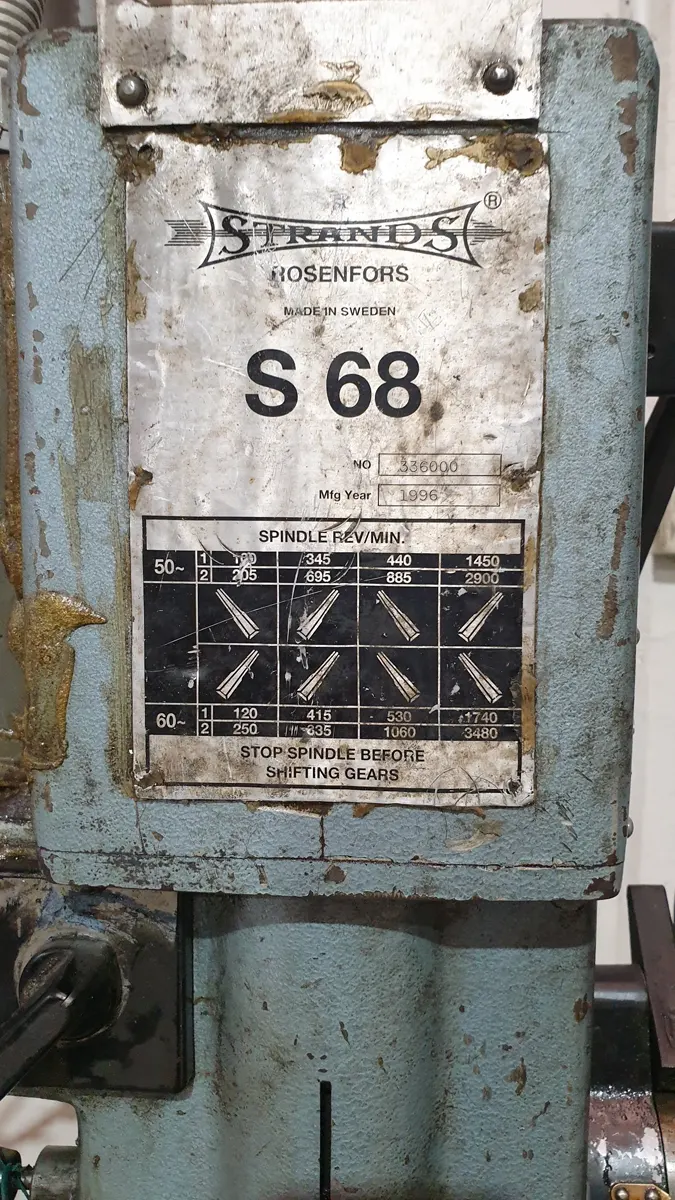 ®
STRANDS
ROSENFORS
MADE IN SWEDEN
S 68
NO 336000
Mfg Year 1996
SPINDLE REV/MIN.
50~ 1 345 440 1450
2 205 695 885 2900
60~ 1 120 415 530 1740
2 250 1060 3480
STOP SPINDLE BEFORE
SHIFTING GEARS